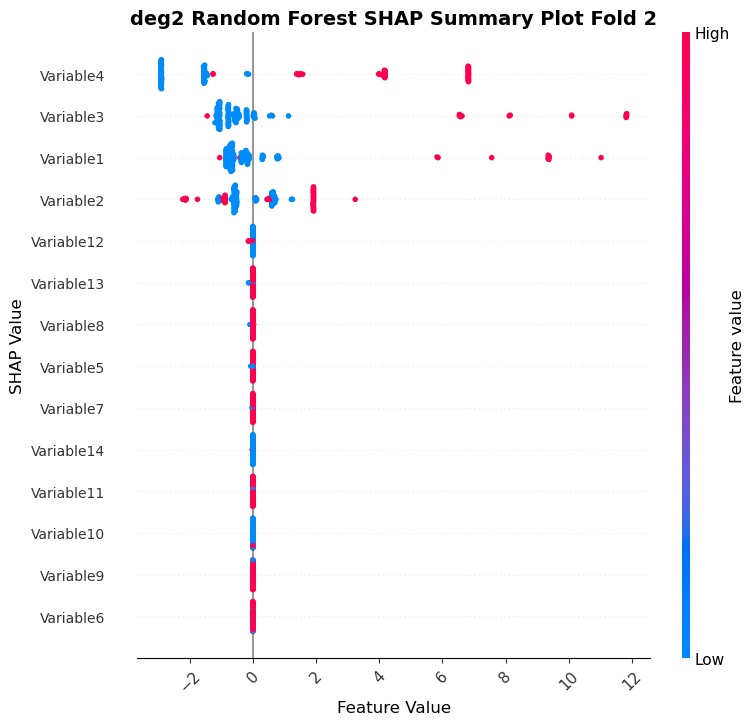 deg2 Random Forest SHAP Summary Plot Fold 2
High
Variable4
Variable3
Variable1
Variable2
Variable12
Variable13
Variable8
Variable5
Variable7
Variable14
Variable11
Variable10
Variable9
Variable6
SHAP Value
Feature value
Low
−2
0
2
4
6
8
10
12
Feature Value